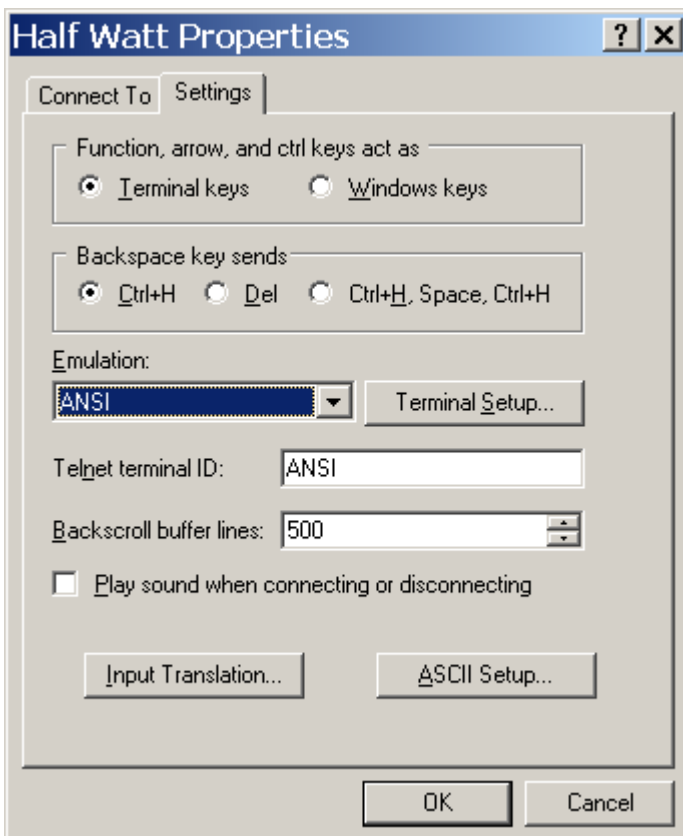 Half Watt Properties
Connect To Settings
Function, arrow, and ctrl keys act as
Terminal keys Windows keys
Backspace key sends
Ctrl+H Del Ctrl+H, Space, Ctrl+H
Emulation:
ANSI Terminal Setup...
Telnet terminal ID: ANSI
Backscroll buffer lines: 500
Play sound when connecting or disconnecting
Input Translation... ASCII Setup...
OK Cancel